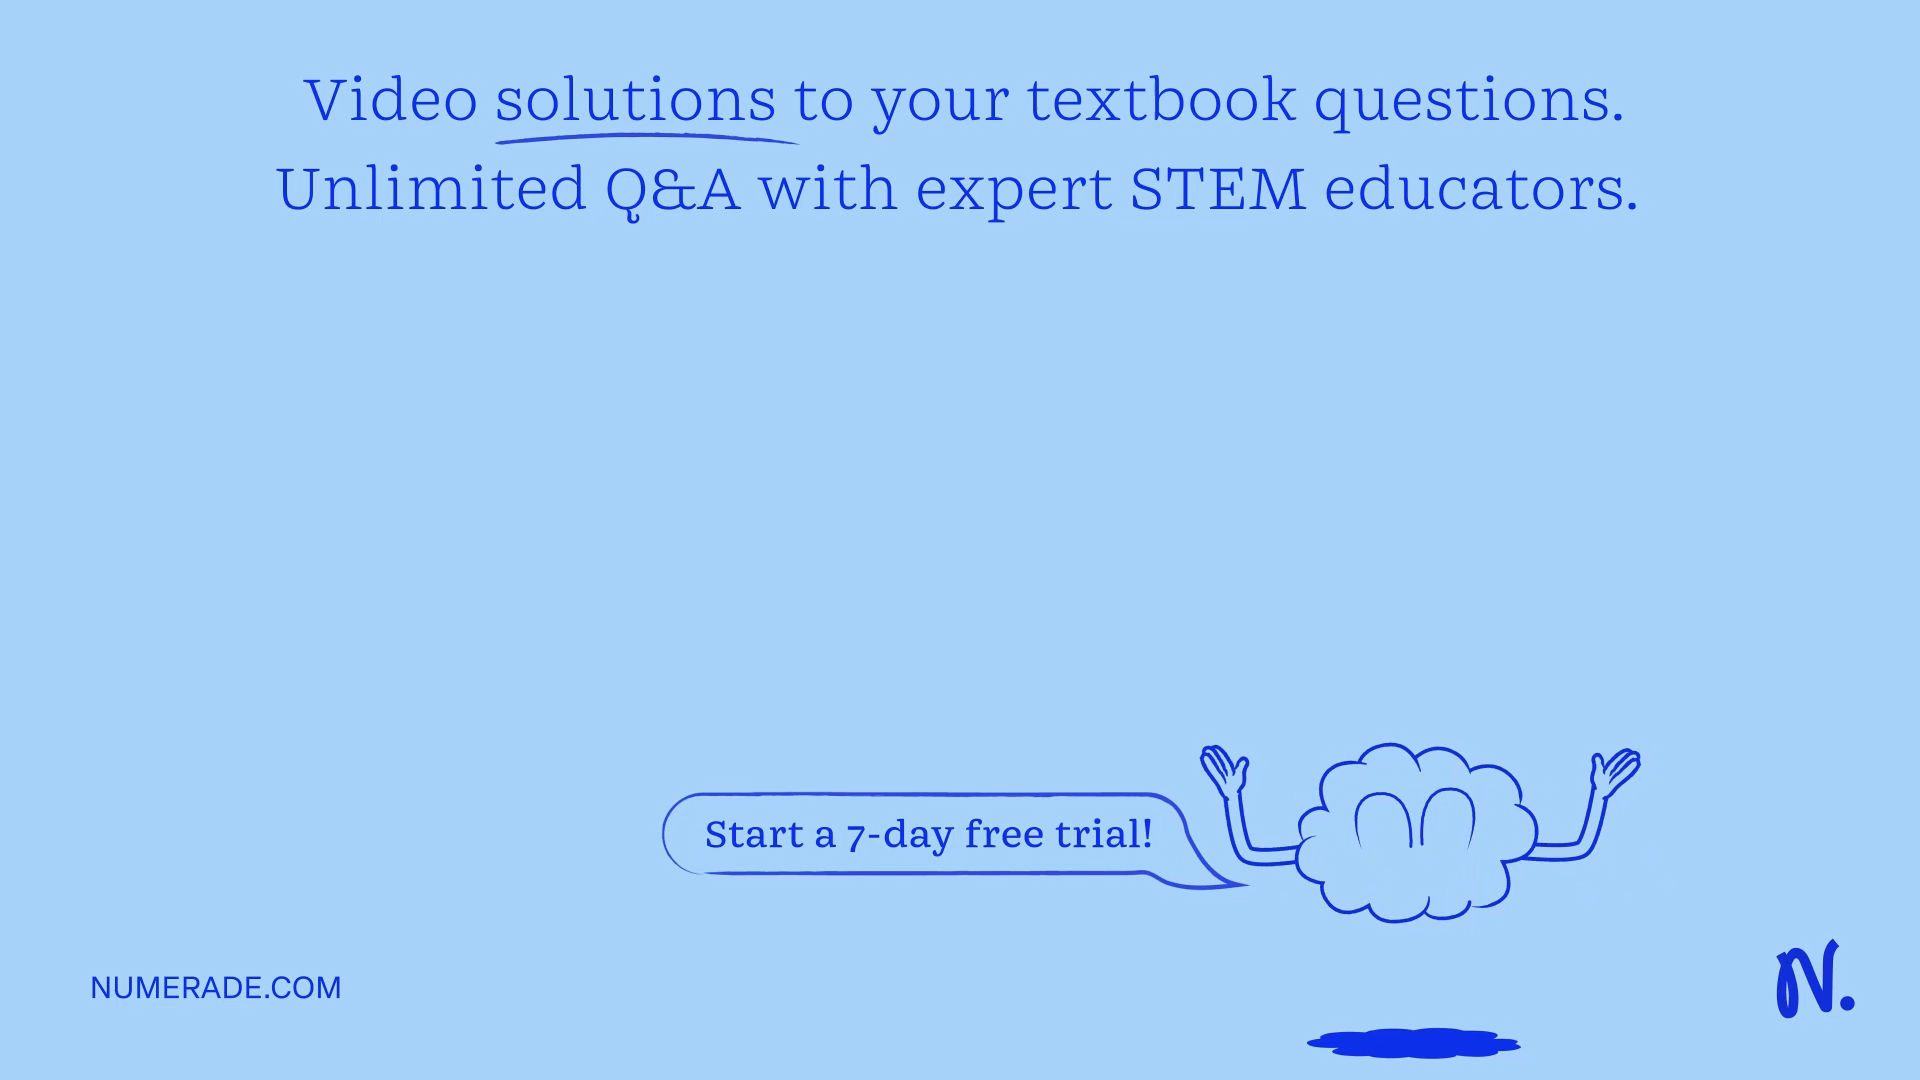 Video solutions to your textbook questions.
Unlimited Q&A with expert STEM educators.
Start a 7-day free trial!
NUMERADE.COM
N.